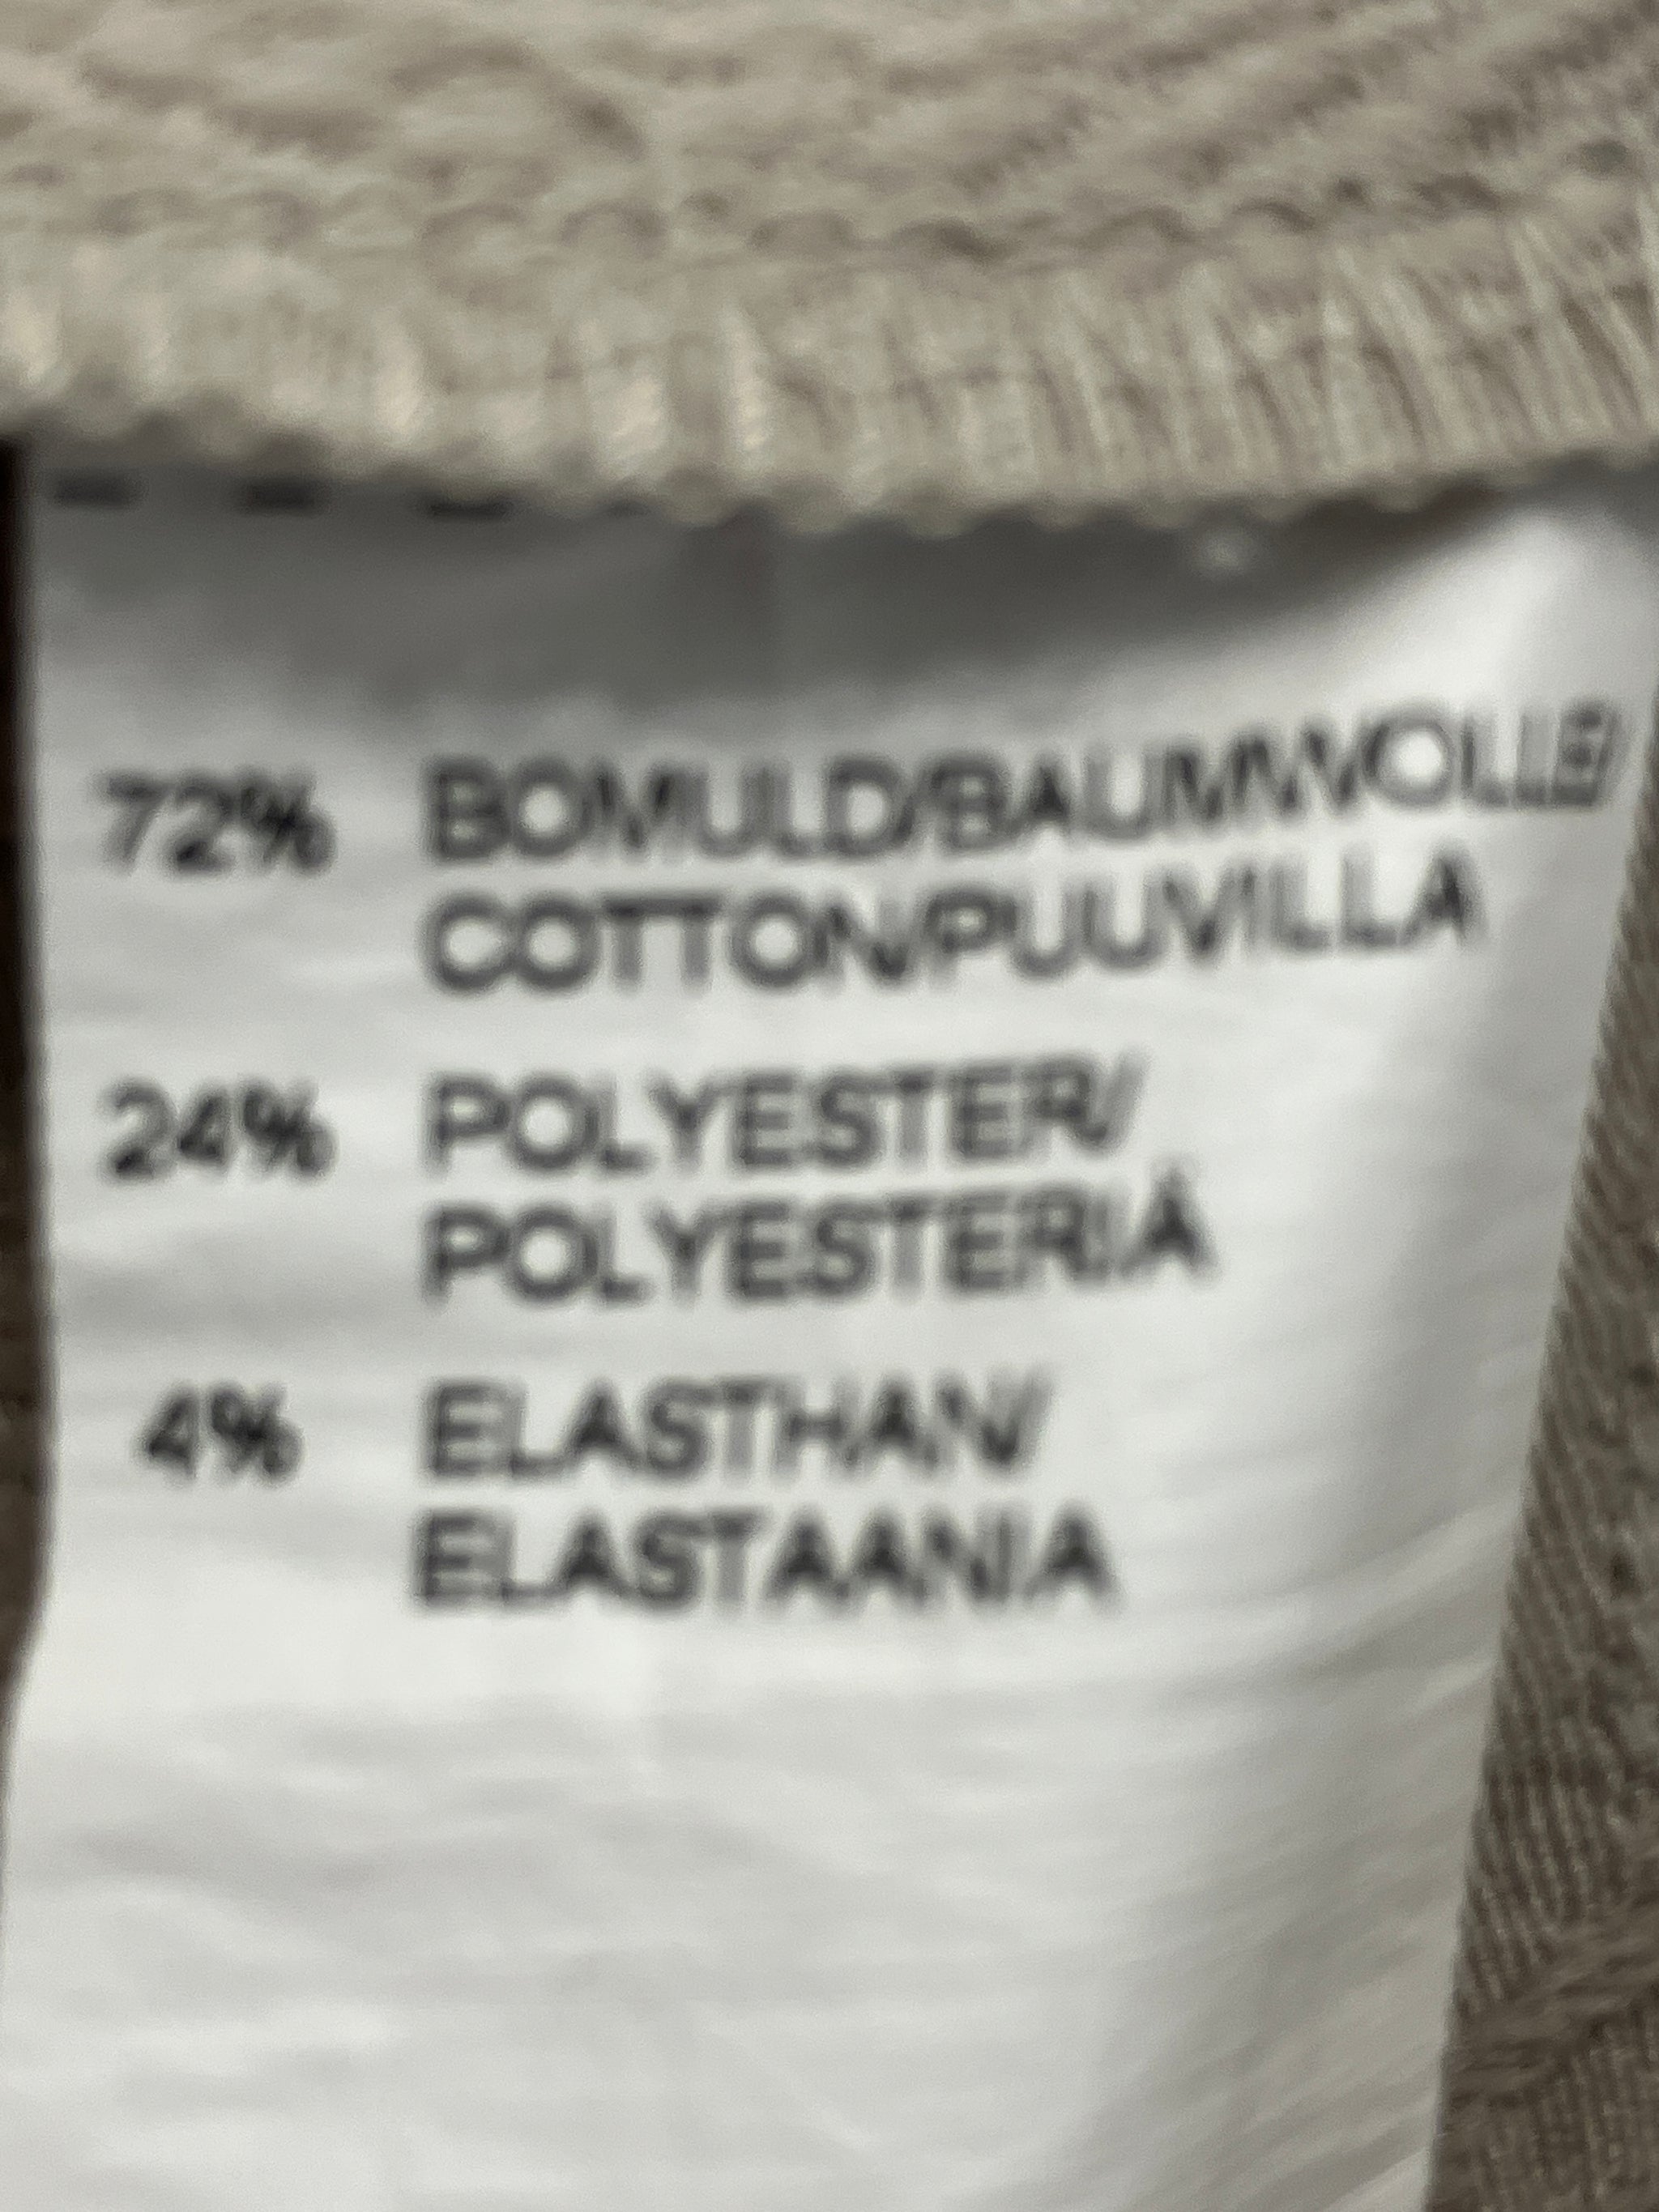 72% BOMULD/BAUMWOLLE/
COTTON/PUUVILLA
24% POLYESTER/
POLYESTERIÄ
4% ELASTHAN/
ELASTAANIA